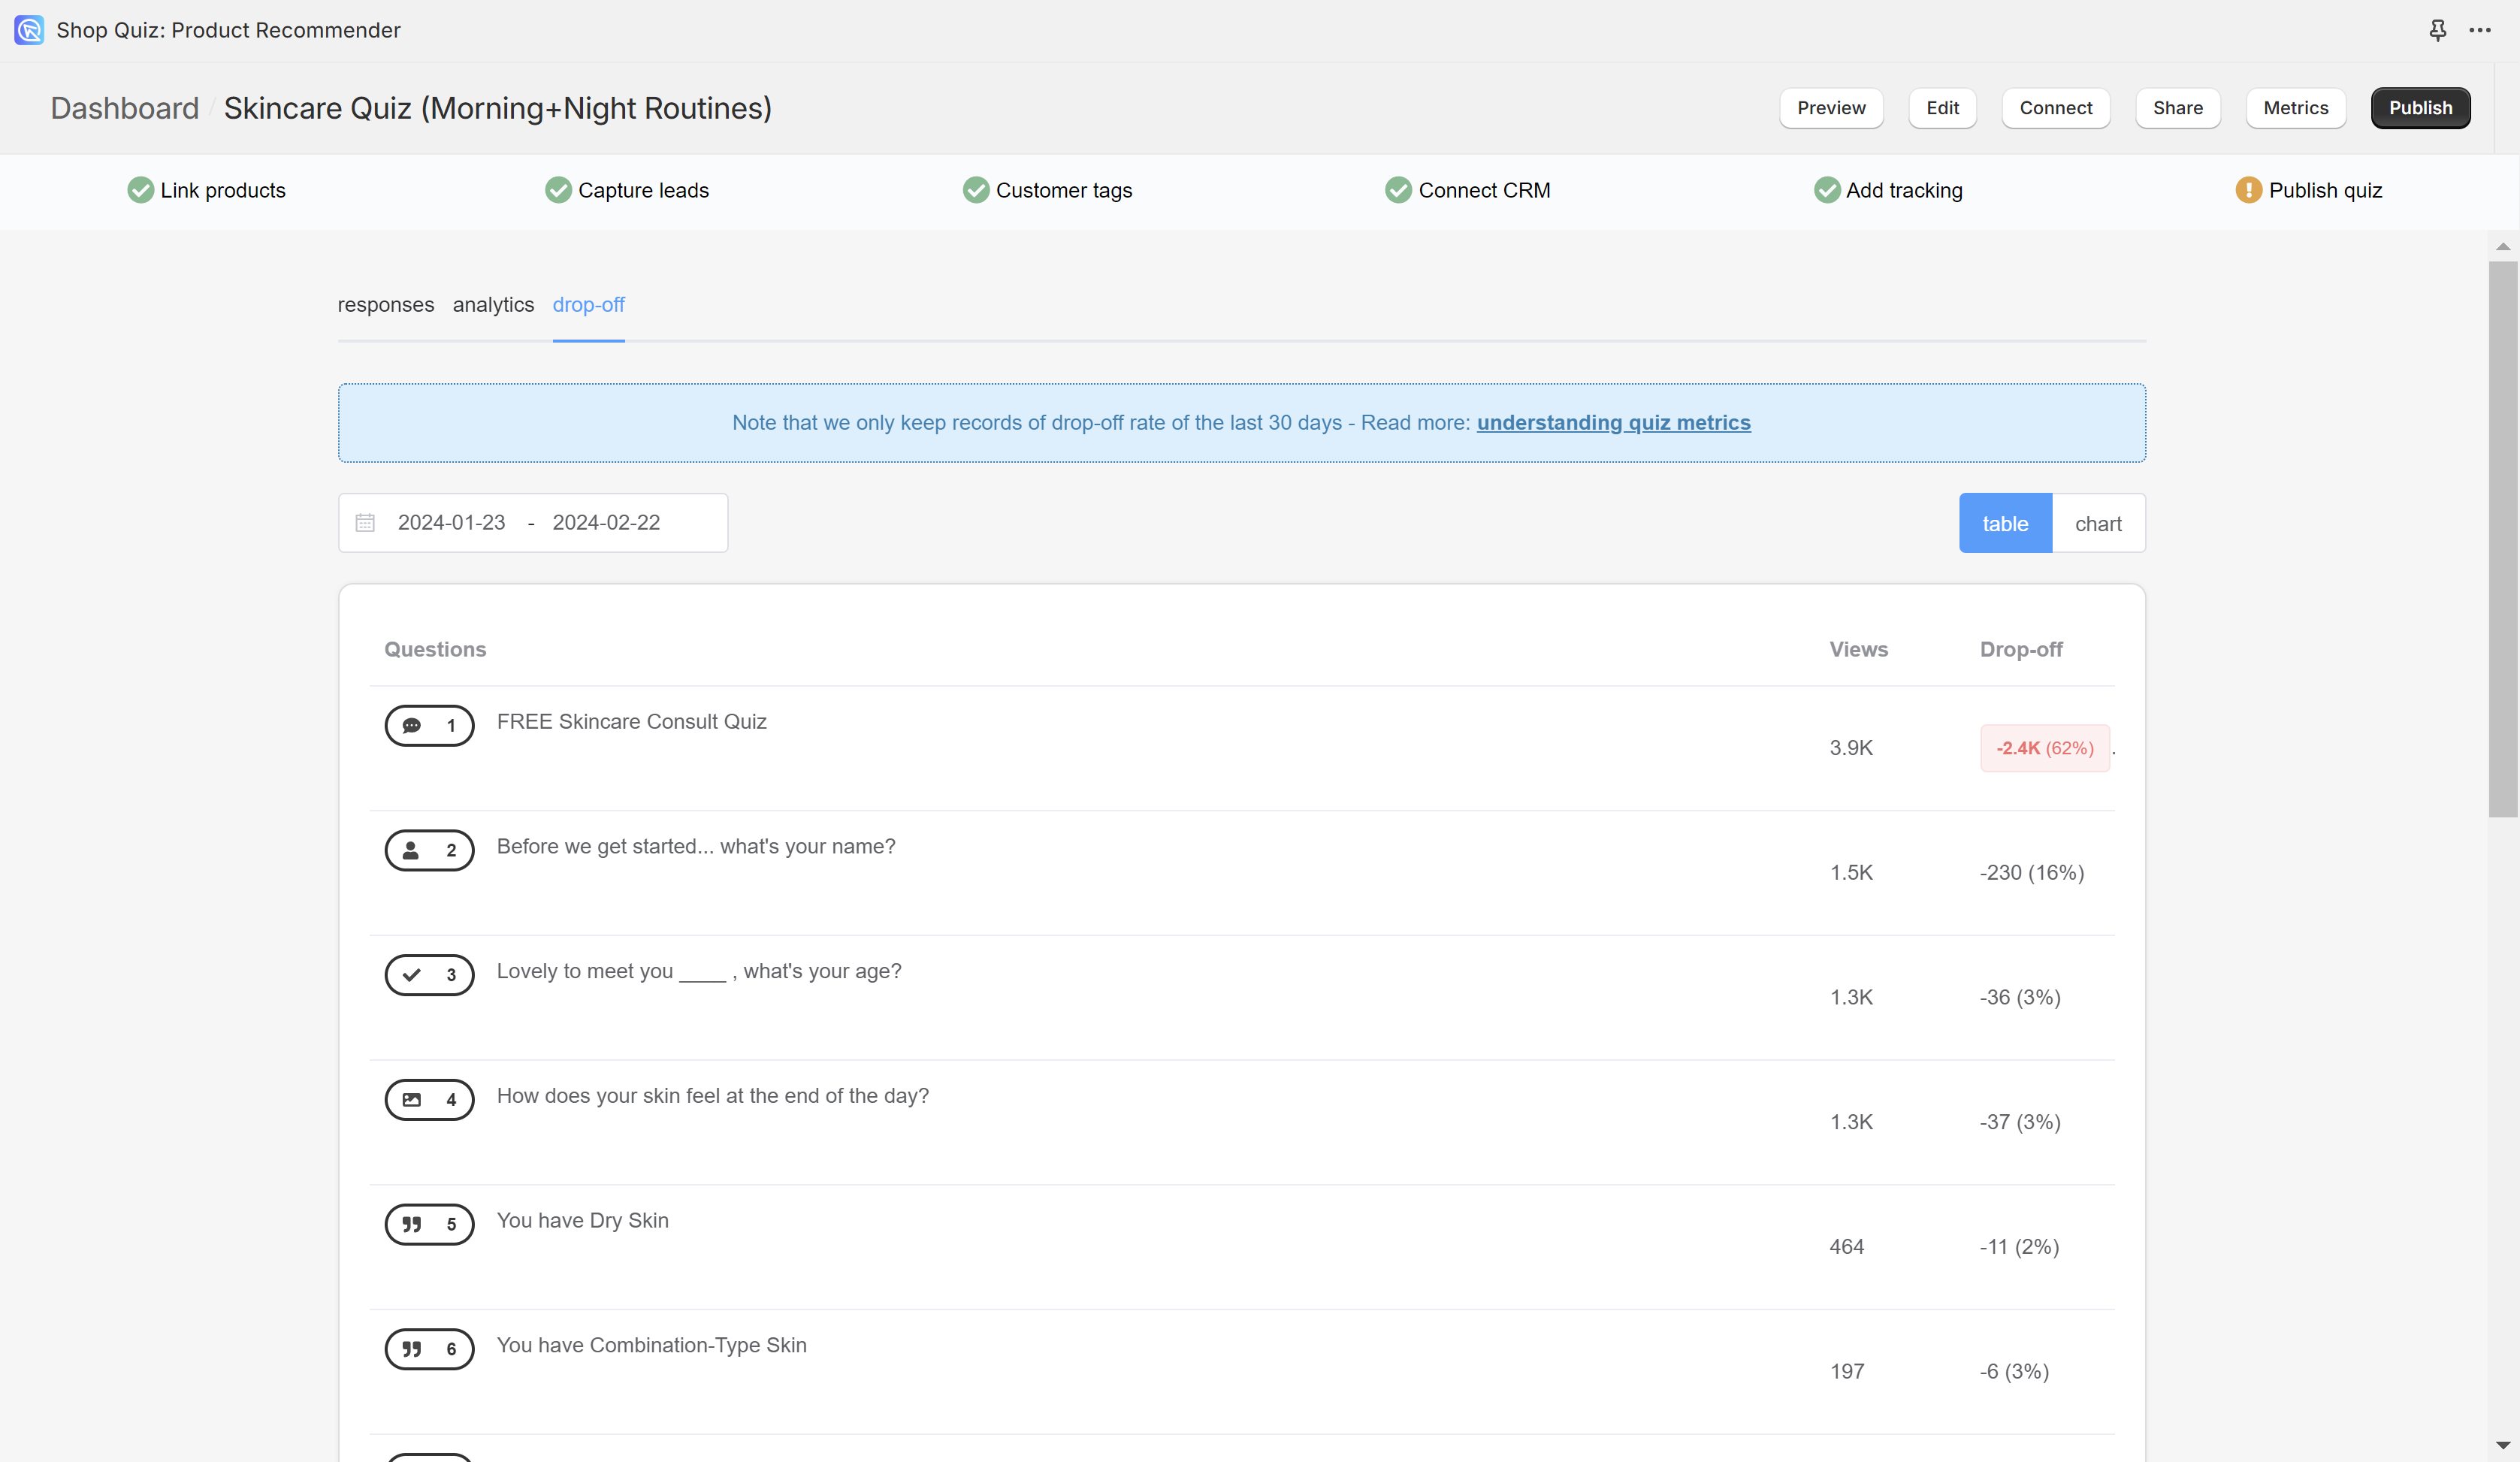 Shop Quiz: Product Recommender
Dashboard / Skincare Quiz (Morning+Night Routines)
Preview Edit Connect Share Metrics Publish
Link products Capture leads Customer tags Connect CRM Add tracking Publish quiz
responses analytics drop-off
Note that we only keep records of drop-off rate of the last 30 days - Read more: understanding quiz metrics
2024-01-23 - 2024-02-22 table chart
Questions Views Drop-off
1 FREE Skincare Consult Quiz 3.9K -2.4K (62%) .
2 Before we get started... what's your name? 1.5K -230 (16%)
3 Lovely to meet you ____ , what's your age? 1.3K -36 (3%)
4 How does your skin feel at the end of the day? 1.3K -37 (3%)
5 You have Dry Skin 464 -11 (2%)
6 You have Combination-Type Skin 197 -6 (3%)